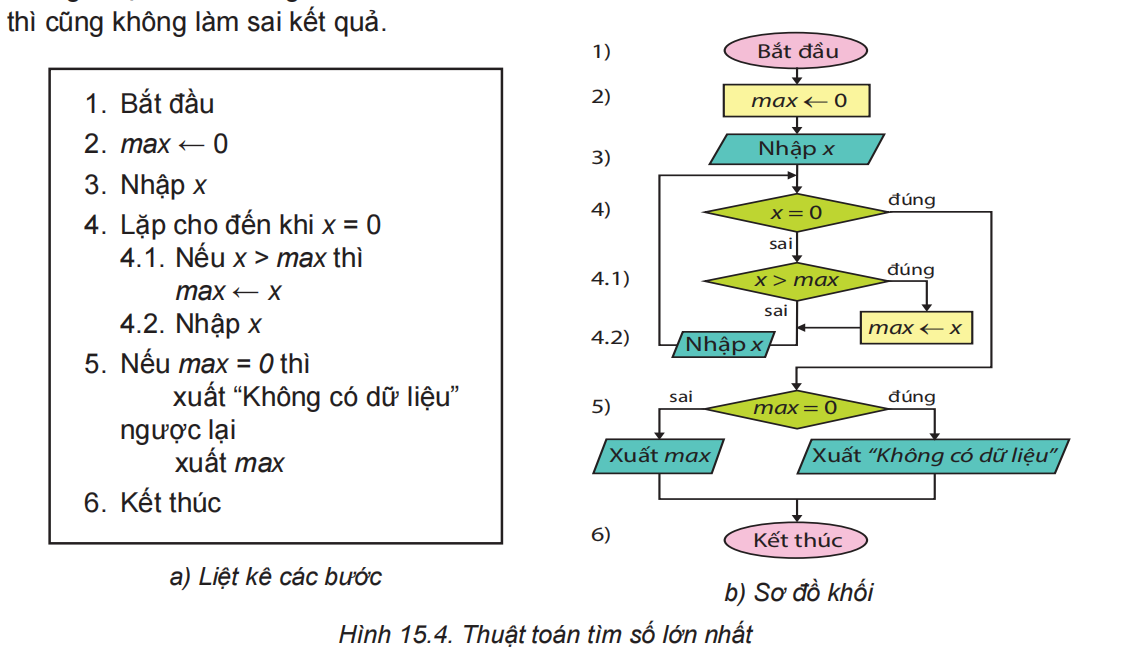 thì cũng không làm sai kết quả.
1. Bắt đầu
2. max ← 0
3. Nhập x
4. Lặp cho đến khi x = 0
4.1. Nếu x > max thì
max ← x
4.2. Nhập x
5. Nếu max = 0 thì
xuất “Không có dữ liệu”
ngược lại
xuất max
6. Kết thúc
a) Liệt kê các bước
1)
Bắt đầu
2)
max ← 0
3)
Nhập x
4)
x = 0
đúng
sai
4.1)
x > max
đúng
sai
max ← x
4.2)
Nhập x
5)
sai
max = 0
đúng
Xuất max
Xuất “Không có dữ liệu”
6)
Kết thúc
b) Sơ đồ khối
Hình 15.4. Thuật toán tìm số lớn nhất